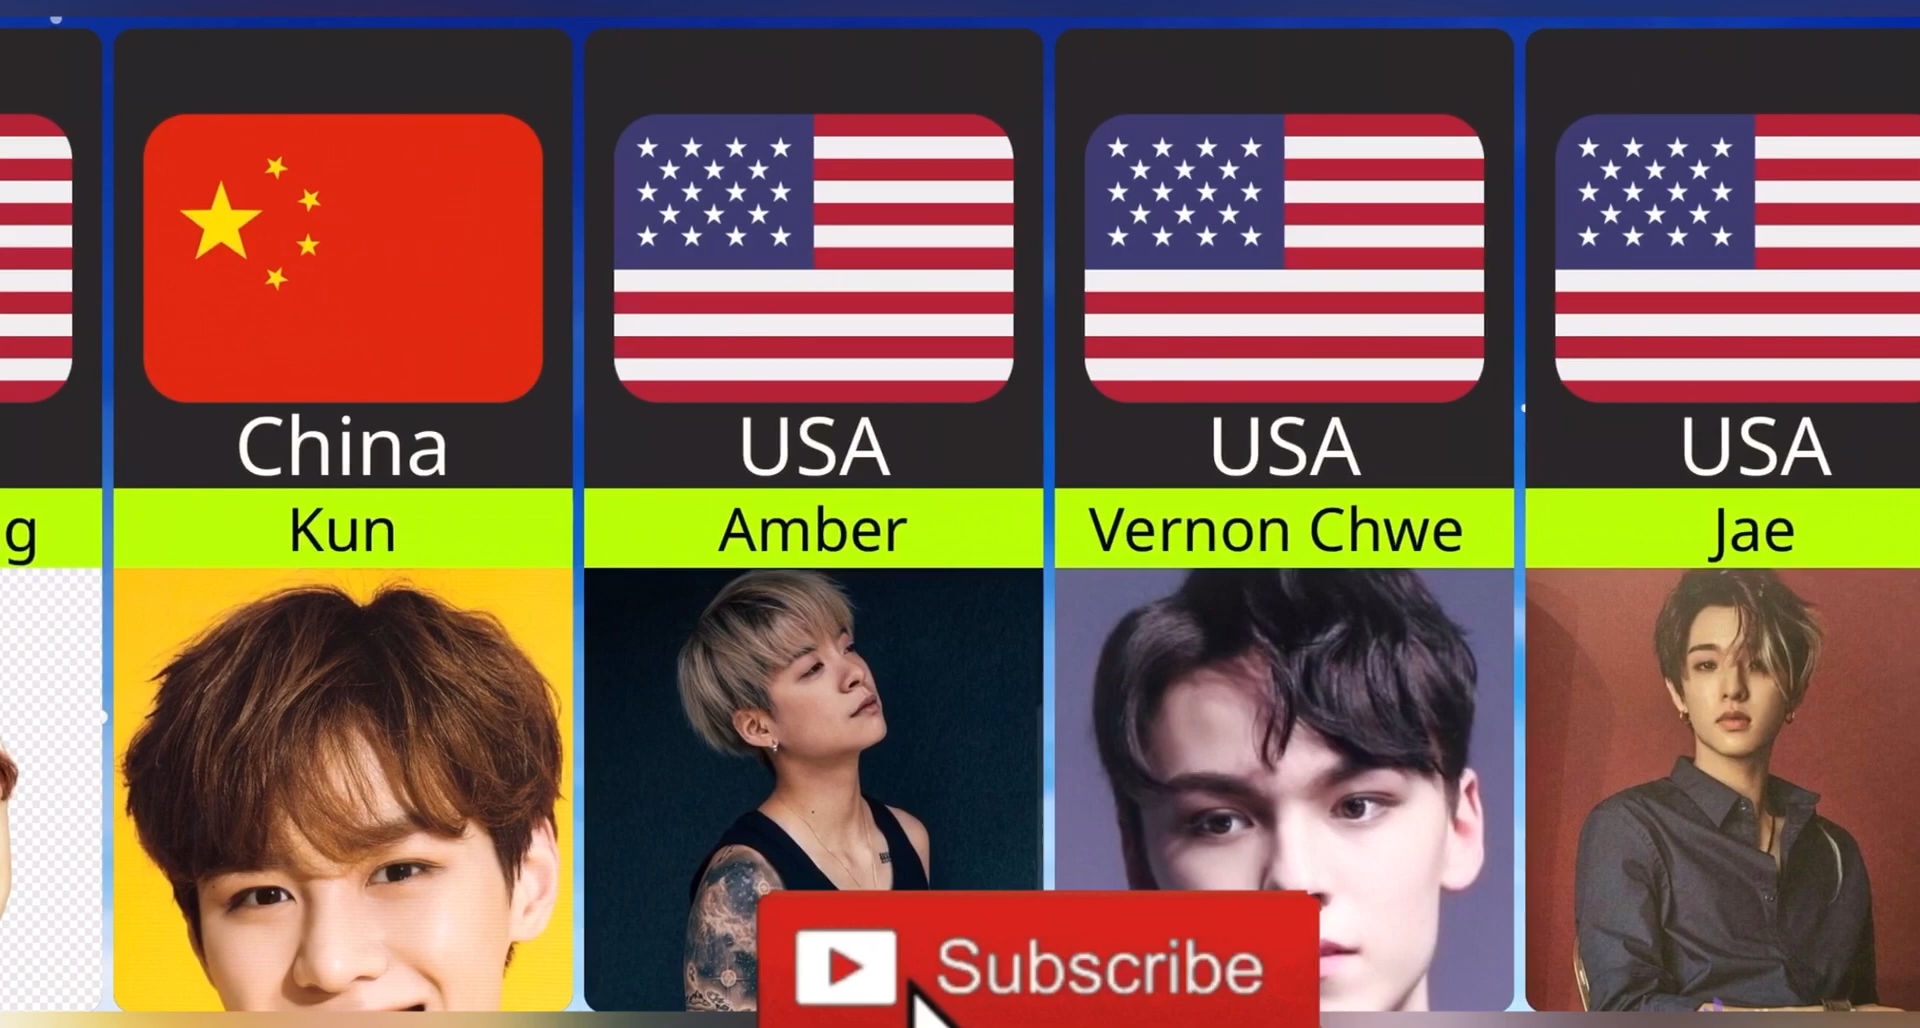 China
USA
USA
USA
g
Kun
Amber
Vernon Chwe
Jae
Subscribe